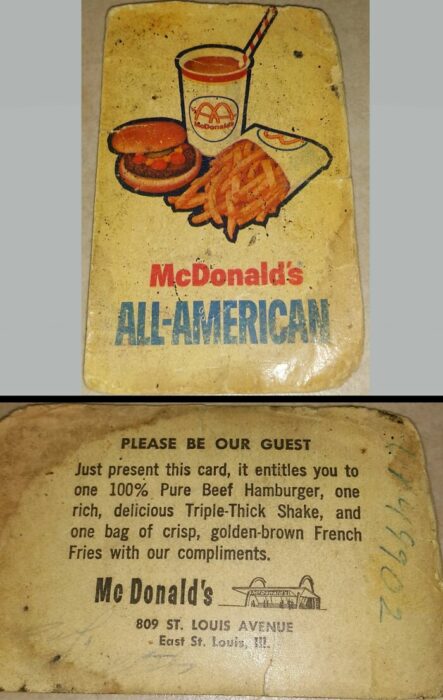 McDonald's
McDonald's
ALL-AMERICAN
PLEASE BE OUR GUEST
Just present this card, it entitles you to
one 100% Pure Beef Hamburger, one
rich, delicious Triple-Thick Shake, and
one bag of crisp, golden-brown French
Fries with our compliments.
Mc Donald's
McDONALD'S
809 ST. LOUIS AVENUE
East St. Louis, Ill.